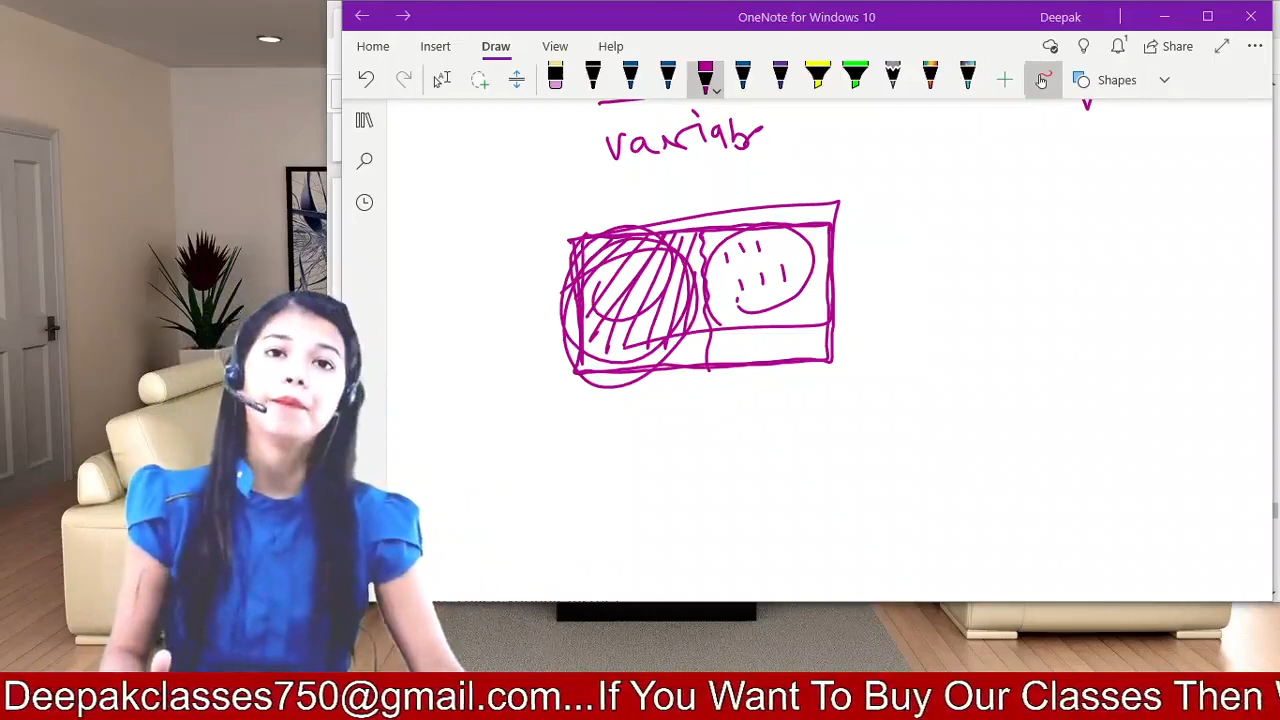 OneNote for Windows 10
Deepak
Home Insert Draw View Help
Share
Shapes
Deepakclasses750@gmail.com...If You Want To Buy Our Classes Then